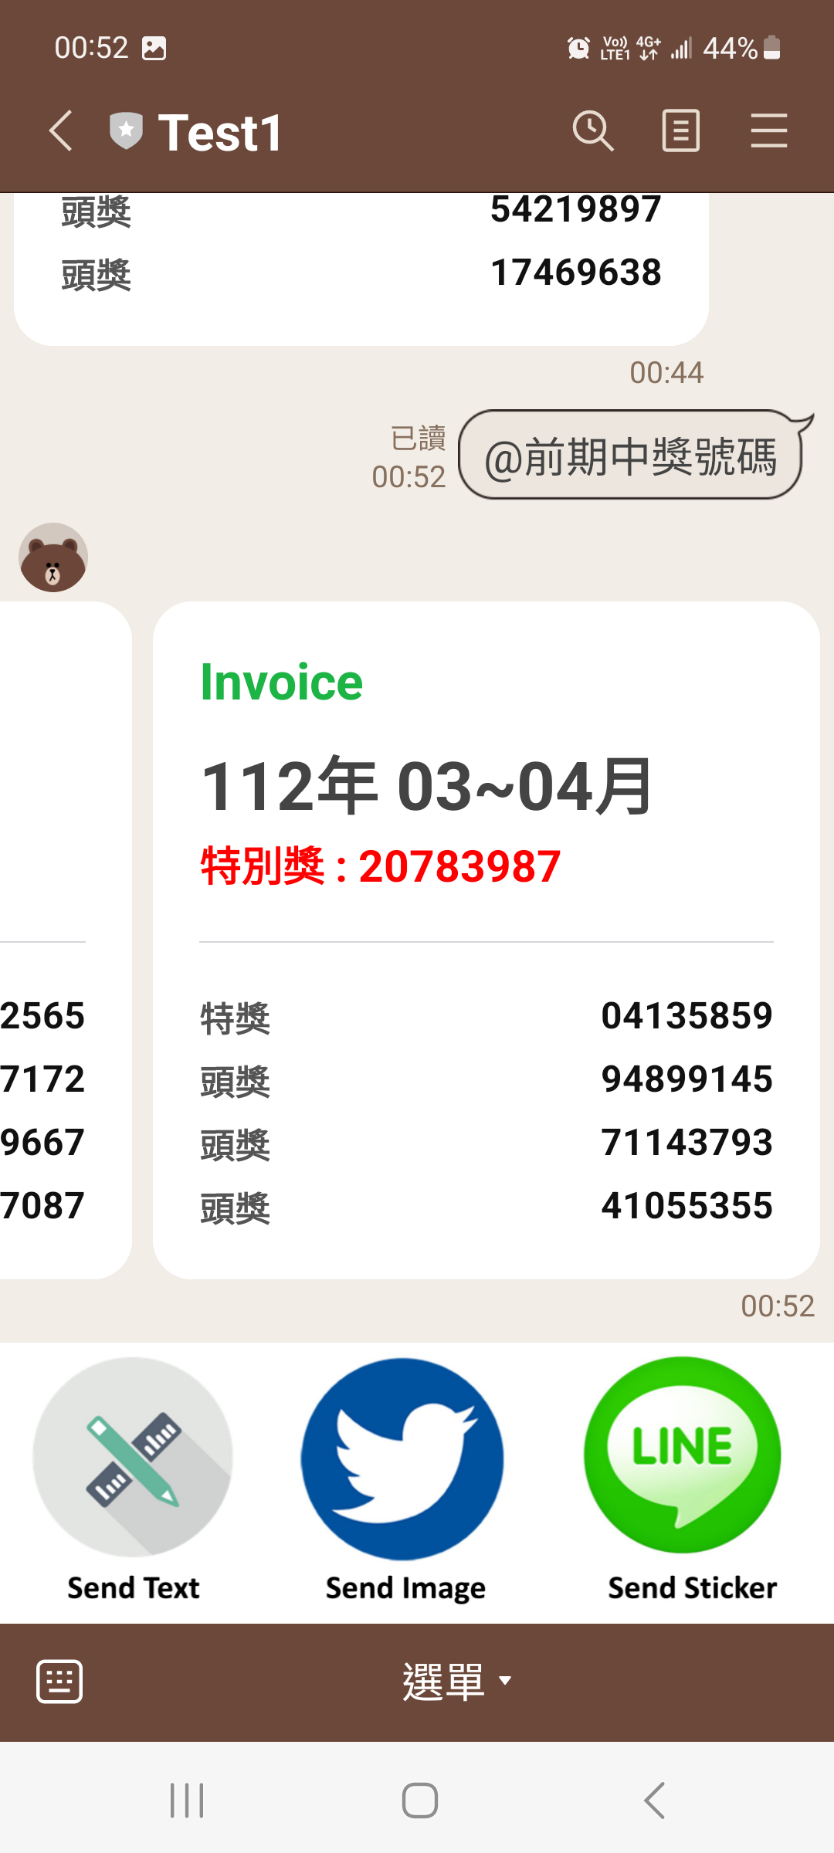 00:52
Vo)) LTE1 4G+ 44%
Test1
頭獎 54219897
頭獎 17469638
00:44
已讀
00:52
@前期中獎號碼
Invoice
112年 03~04月
特別獎 : 20783987
2565
7172
9667
7087
特獎 04135859
頭獎 94899145
頭獎 71143793
頭獎 41055355
00:52
LINE
Send Text
Send Image
Send Sticker
選單